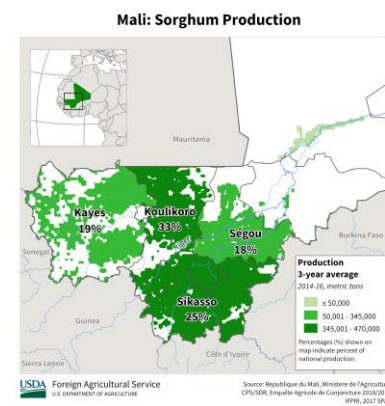 Mali: Sorghum Production
Mauritania
Kayes
19%
Koulikoro
33%
Ségou
18%
Niger
Burkina Faso
Senegal
Sikasso
25%
Guinea
Sierra Leone
Côte d'Ivoire
Production
3-year average
2014-16, metric tons
≤ 50,000
50,001 - 345,000
345,001 - 470,000
Percentages (%) shown on
map indicate percent of
national production.
USDA Foreign Agricultural Service
U.S. DEPARTMENT OF AGRICULTURE
Source: Republique du Mali, Ministere de l'Agricultu
CPS/SDR, Enquête Agricole de Conjoncture 2018/20
IFPRI, 2017 SP